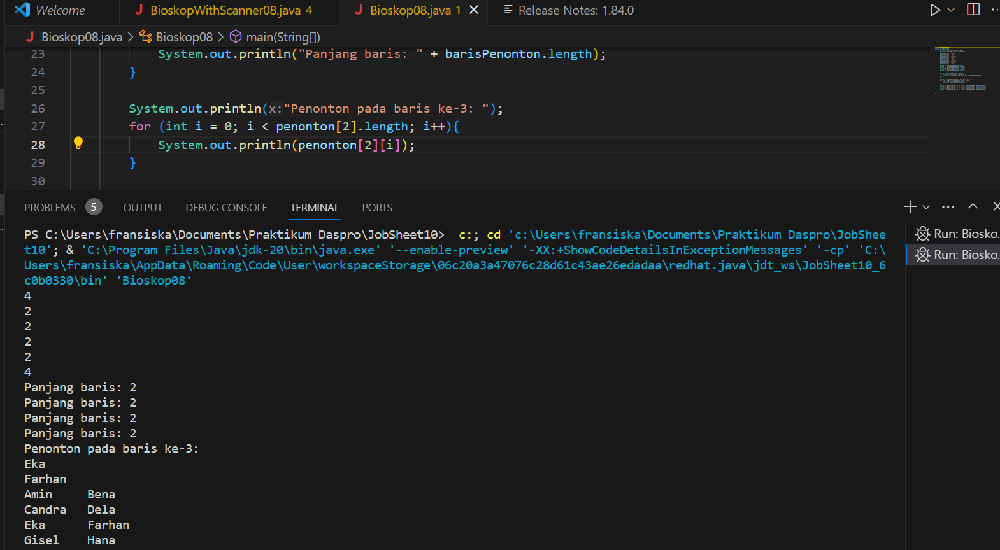 Welcome
BioskopWithScanner08.java 4
Bioskop08.java 1
Release Notes: 1.84.0
Bioskop08.java > Bioskop08 > main(String[])
23 System.out.println("Panjang baris: " + barisPenonton.length);
24 }
25
26 System.out.println(x:"Penonton pada baris ke-3: ");
27 for (int i = 0; i < penonton[2].length; i++){
28 System.out.println(penonton[2][i]);
29 }
30
PROBLEMS 5 OUTPUT DEBUG CONSOLE TERMINAL PORTS
PS C:\Users\fransiska\Documents\Praktikum Daspro\JobSheet10>  c:; cd 'c:\Users\fransiska\Documents\Praktikum Daspro\JobShee
t10'; & 'C:\Program Files\Java\jdk-20\bin\java.exe' '--enable-preview' '-XX:+ShowCodeDetailsInExceptionMessages' '-cp' 'C:\
Users\fransiska\AppData\Roaming\Code\User\workspaceStorage\06c20a3a47076c28d61c43ae26edadaa\redhat.java\jdt_ws\JobSheet10_6
c0b0330\bin' 'Bioskop08'
4
2
2
2
2
4
Panjang baris: 2
Panjang baris: 2
Panjang baris: 2
Panjang baris: 2
Penonton pada baris ke-3:
Eka
Farhan
Amin Bena
Candra Dela
Eka Farhan
Gisel Hana
Run: Biosko...
Run: Biosko...